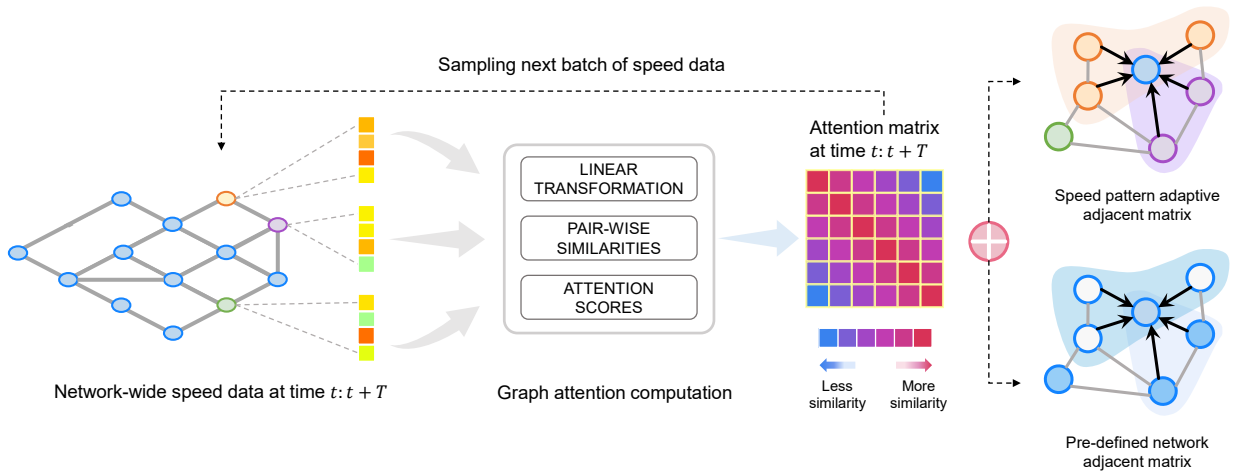 Sampling next batch of speed data
Network-wide speed data at time t: t + T
LINEAR
TRANSFORMATION
PAIR-WISE
SIMILARITIES
ATTENTION
SCORES
Graph attention computation
Attention matrix
at time t: t + T
Less
similarity
More
similarity
Speed pattern adaptive
adjacent matrix
Pre-defined network
adjacent matrix